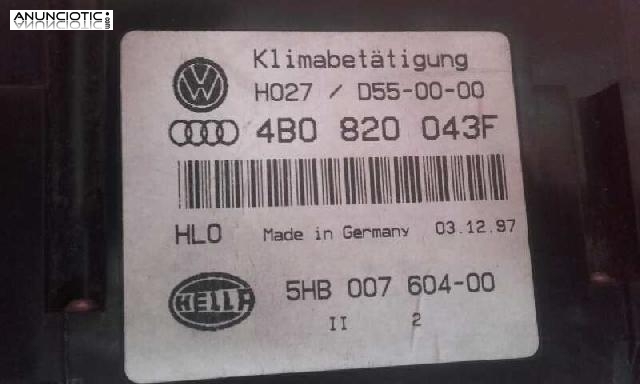 ANUNCIOTIC.es
Klimabetätigung
H027 / D55-00-00
4B0 820 043F
HLO Made in Germany 03.12.97
HELLA 5HB 007 604-00
II 2